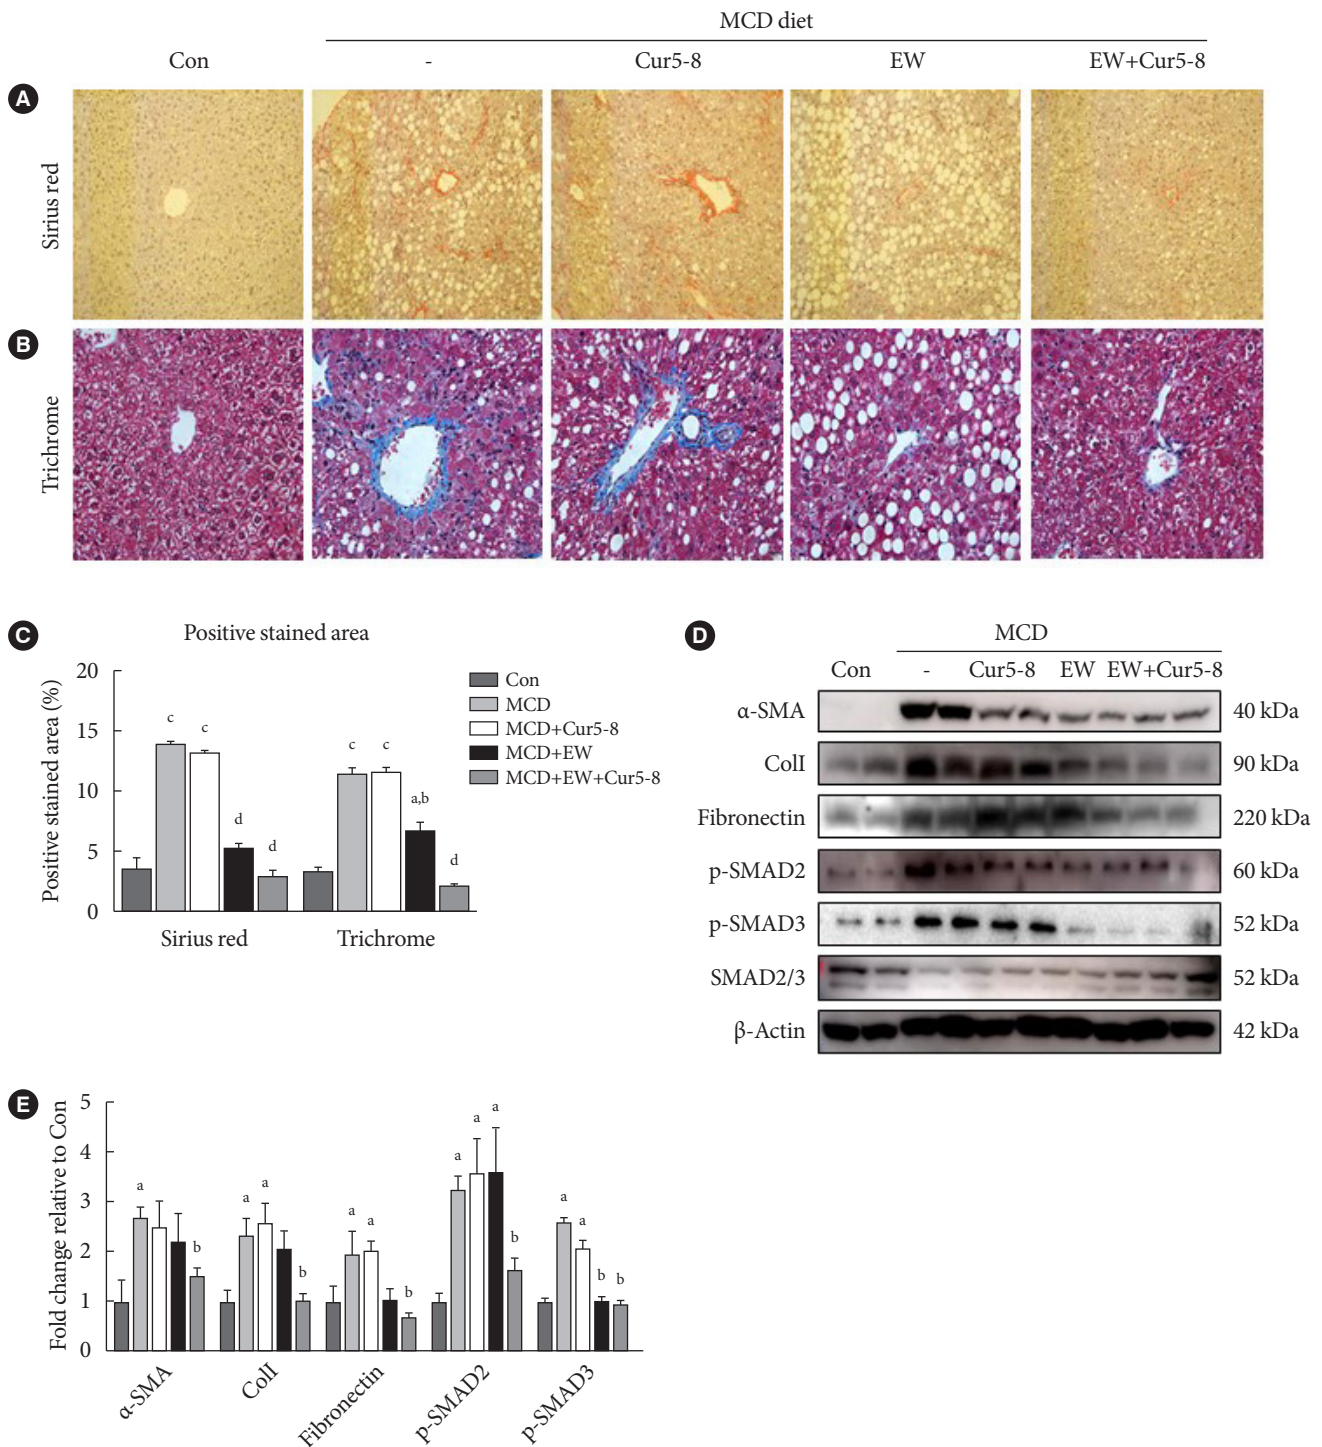 MCD diet
Con - Cur5-8 EW EW+Cur5-8
A
Sirius red
B
Trichrome
C
Positive stained area
Positive stained area (%)
20
15
10
5
0
c c d d
c c a,b d
Sirius red Trichrome
Con
MCD
MCD+Cur5-8
MCD+EW
MCD+EW+Cur5-8
D
MCD
Con - Cur5-8 EW EW+Cur5-8
α-SMA 40 kDa
ColI 90 kDa
Fibronectin 220 kDa
p-SMAD2 60 kDa
p-SMAD3 52 kDa
SMAD2/3 52 kDa
β-Actin 42 kDa
E
Fold change relative to Con
5
4
3
2
1
0
a b
a a b
a a b
a a a b
a a b b
α-SMA ColI Fibronectin p-SMAD2 p-SMAD3